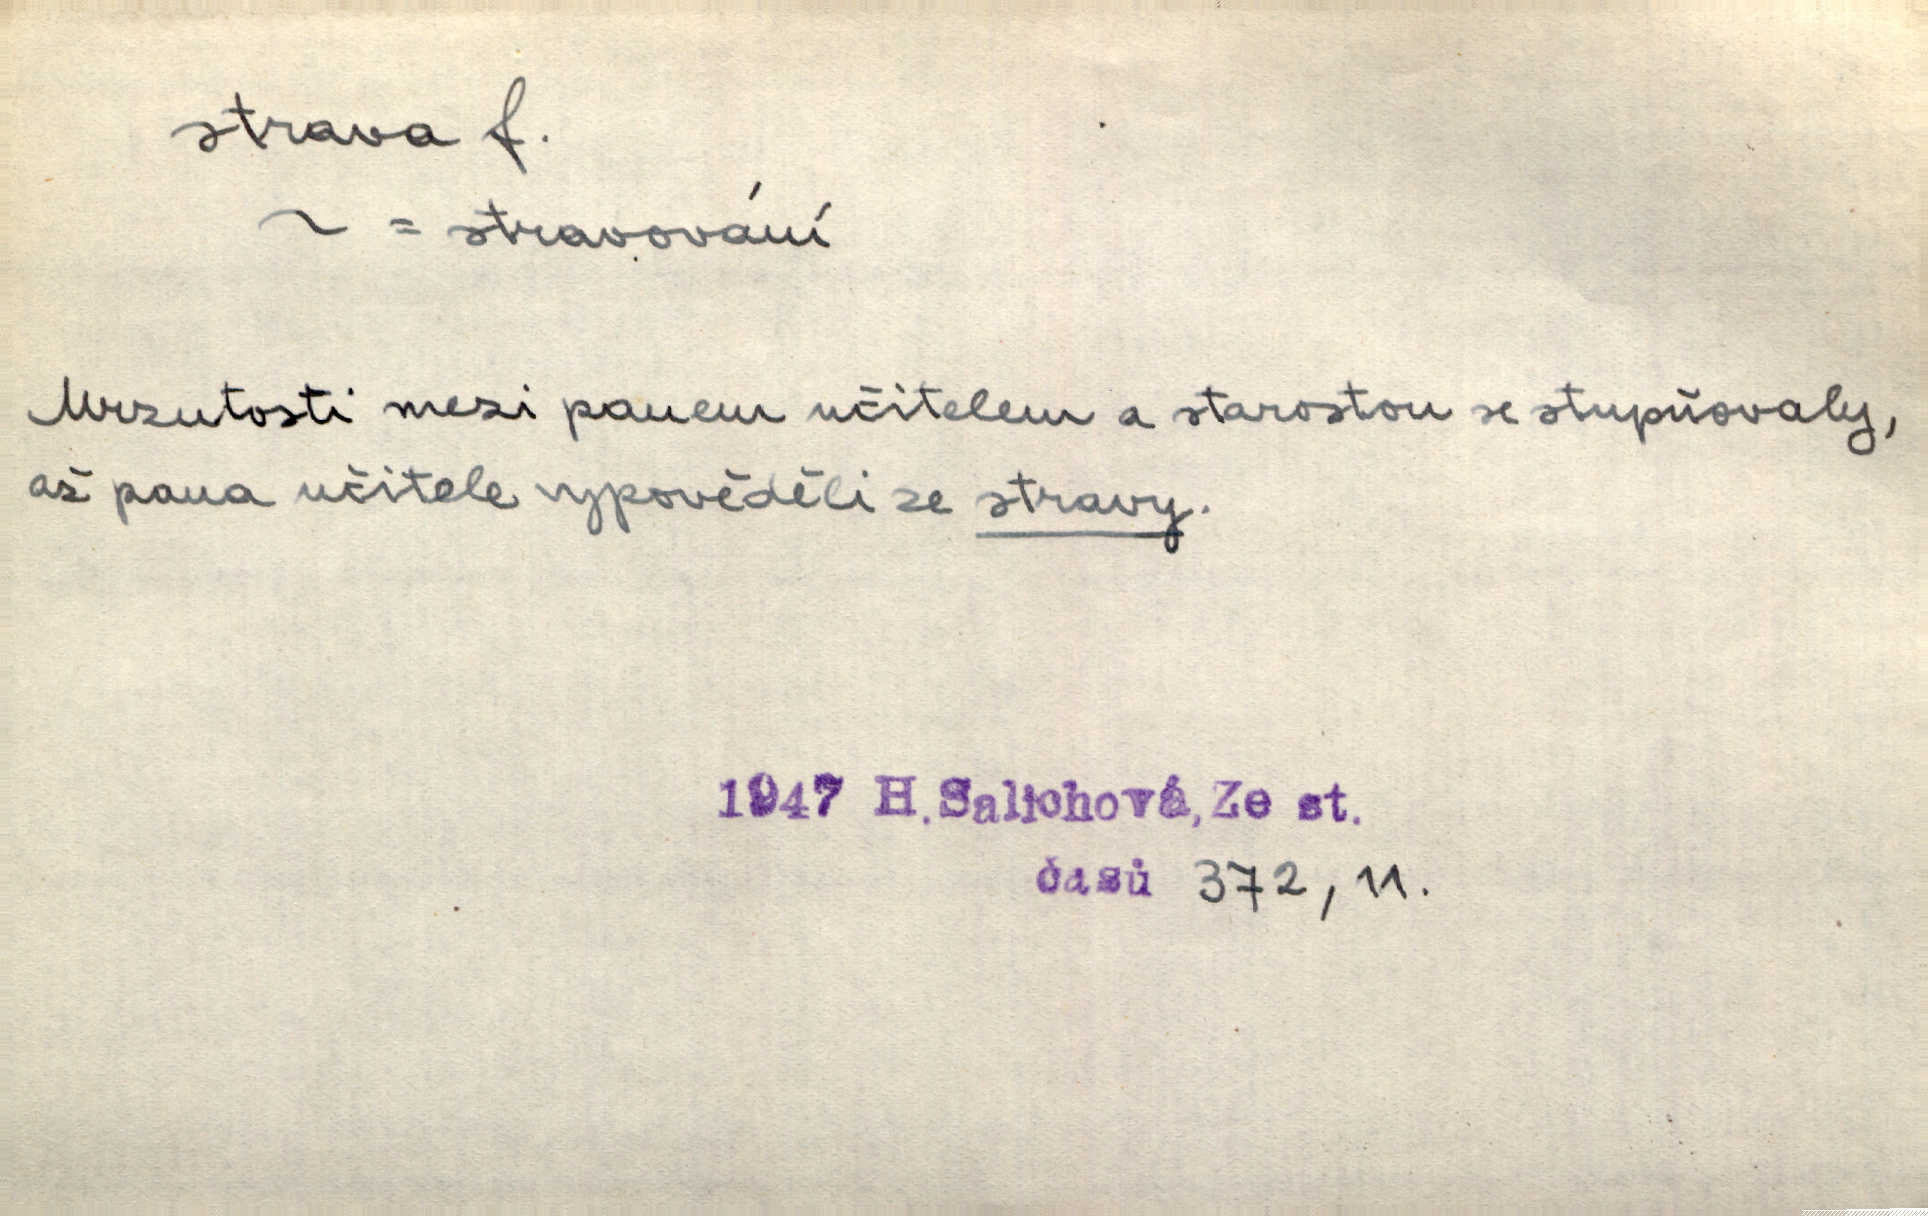 strava f.
~ = stravování
Mrzutosti mezi panem učitelem a starostou se stupňovaly,
až pana učitele vypověděli ze stravy.
1947 H. Salichová, Ze st.
časů 372, 11.